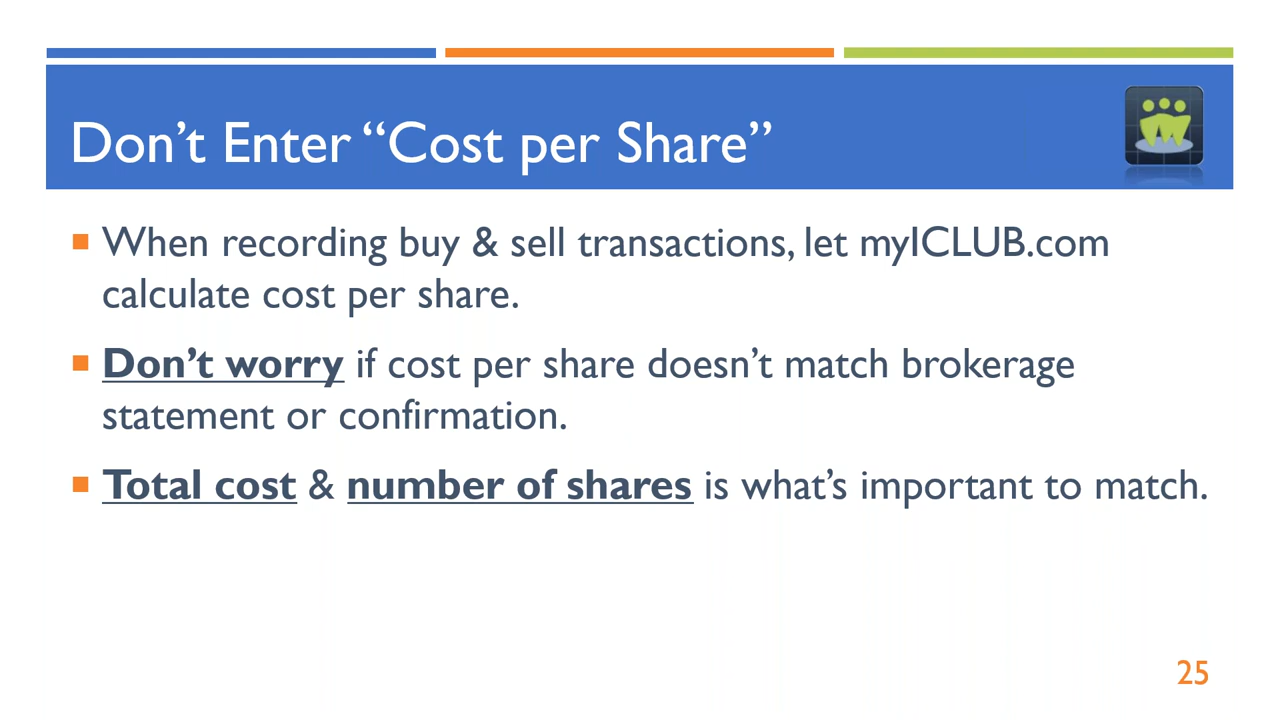 Don’t Enter “Cost per Share”
■ When recording buy & sell transactions, let myICLUB.com
calculate cost per share.
■ Don’t worry if cost per share doesn’t match brokerage
statement or confirmation.
■ Total cost & number of shares is what’s important to match.
25